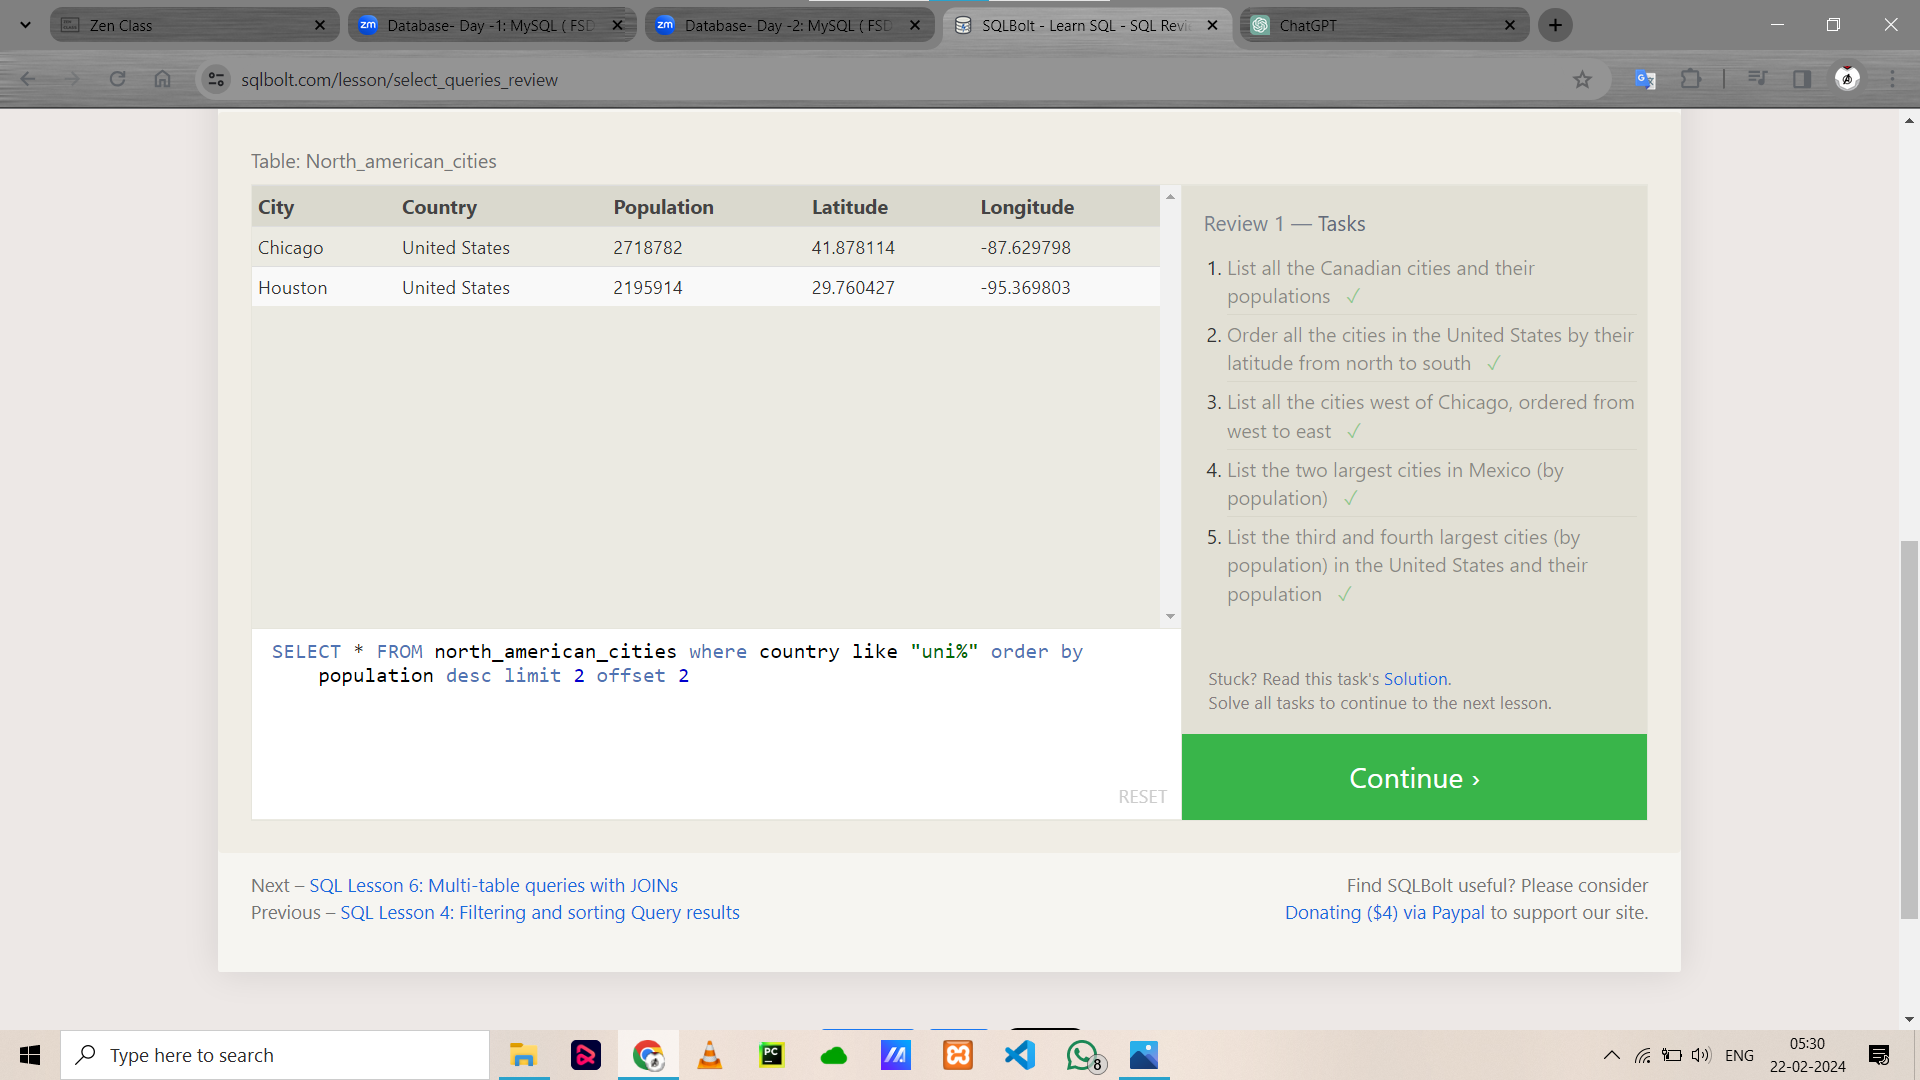 Zen Class
zm Database- Day -1: MySQL ( FSD
zm Database- Day -2: MySQL ( FSD
SQLBolt - Learn SQL - SQL Revi
ChatGPT
sqlbolt.com/lesson/select_queries_review
Table: North_american_cities
City Country Population Latitude Longitude
Chicago United States 2718782 41.878114 -87.629798
Houston United States 2195914 29.760427 -95.369803
SELECT * FROM north_american_cities where country like "uni%" order by
population desc limit 2 offset 2
RESET
Review 1 — Tasks
1. List all the Canadian cities and their
populations ✓
2. Order all the cities in the United States by their
latitude from north to south ✓
3. List all the cities west of Chicago, ordered from
west to east ✓
4. List the two largest cities in Mexico (by
population) ✓
5. List the third and fourth largest cities (by
population) in the United States and their
population ✓
Stuck? Read this task's Solution.
Solve all tasks to continue to the next lesson.
Continue ›
Next – SQL Lesson 6: Multi-table queries with JOINs
Previous – SQL Lesson 4: Filtering and sorting Query results
Find SQLBolt useful? Please consider
Donating ($4) via Paypal to support our site.
Type here to search
PC
8
ENG
05:30
22-02-2024